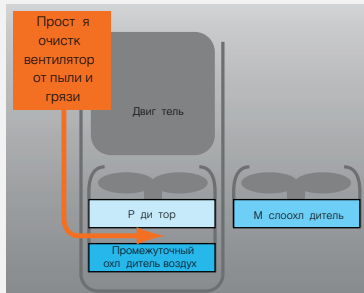 Прост я
очистк
вентилятор
от пыли и
грязи
Двиг тель
Р ди тор
М слоохл дитель
Промежуточный
охл дитель воздух